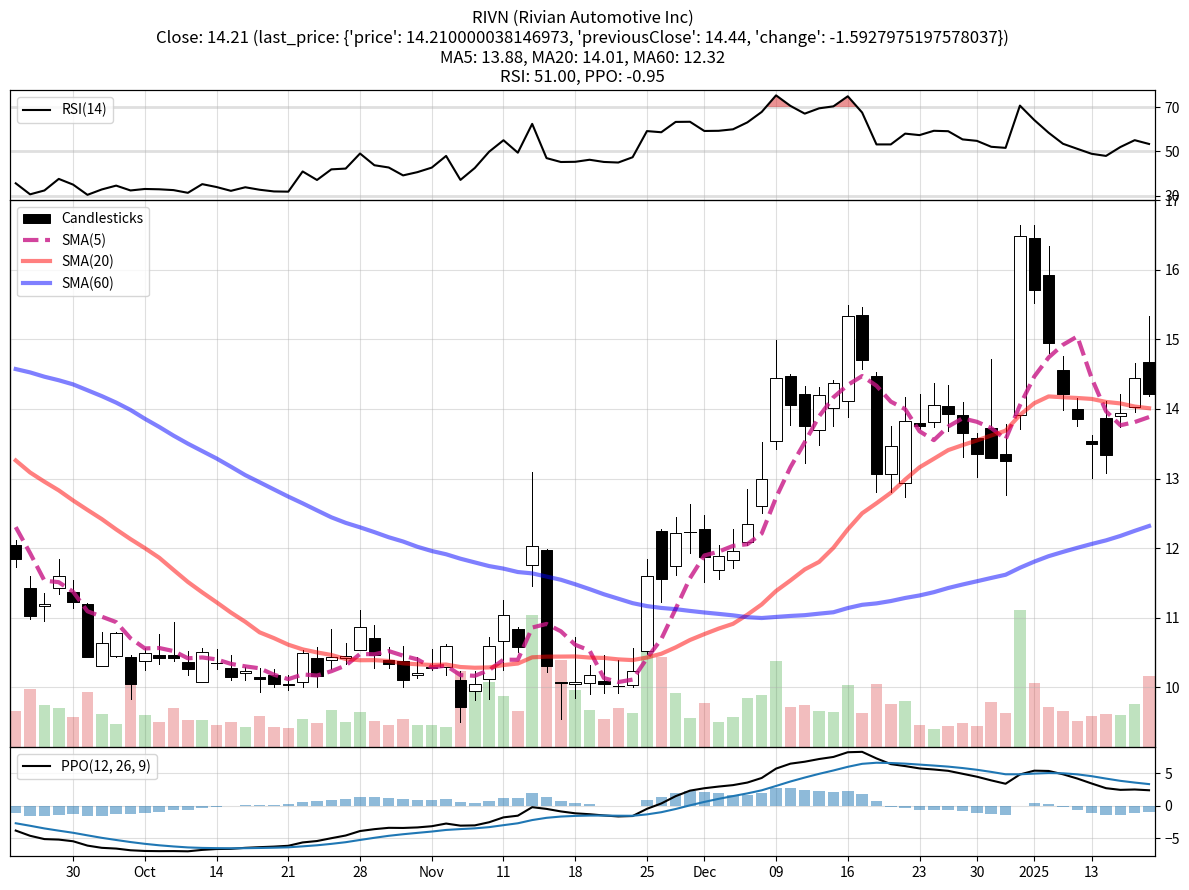 RIVN (Rivian Automotive Inc)
Close: 14.21 (last_price: {'price': 14.210000038146973, 'previousClose': 14.44, 'change': -1.5927975197578037})
MA5: 13.88, MA20: 14.01, MA60: 12.32
RSI: 51.00, PPO: -0.95
RSI(14)
70
50
30
17
Candlesticks
SMA(5)
SMA(20)
SMA(60)
16
15
14
13
12
11
10
PPO(12, 26, 9)
5
0
−5
30 Oct 14 21 28 Nov 11 18 25 Dec 09 16 23 30 2025 13